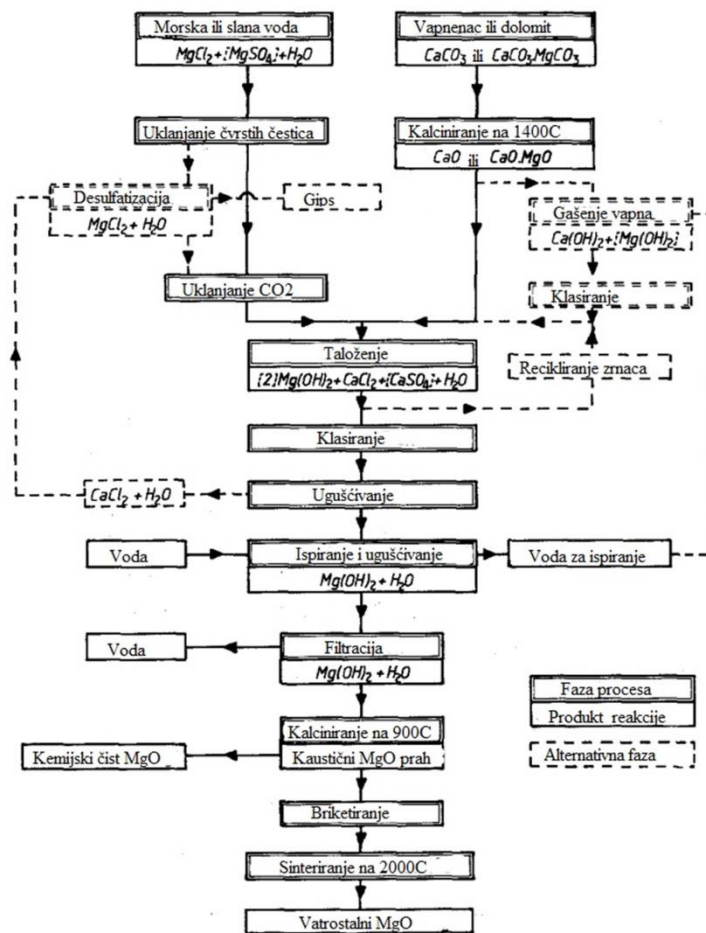 Morska ili slana voda
MgCl₂+[MgSO₄]+H₂O
Vapnenac ili dolomit
CaCO₃ ili CaCO₃.MgCO₃
Uklanjanje čvrstih čestica
Kalciniranje na 1400C
CaO ili CaO.MgO
Desulfatizacija
MgCl₂ + H₂O
Gips
Gašenje vapna
Ca(OH)₂+[Mg(OH)₂]
Uklanjanje CO2
Klasiranje
Taloženje
[2]Mg(OH)₂+CaCl₂+[CaSO₄]+H₂O
Recikliranje zrnaca
Klasiranje
CaCl₂ + H₂O
Ugušćivanje
Voda
Ispiranje i ugušćivanje
Mg(OH)₂ + H₂O
Voda za ispiranje
Voda
Filtracija
Mg(OH)₂ + H₂O
Faza procesa
Produkt reakcije
Alternativna faza
Kalciniranje na 900C
Kemijski čist MgO
Kaustični MgO prah
Briketiranje
Sinteriranje na 2000C
Vatrostalni MgO